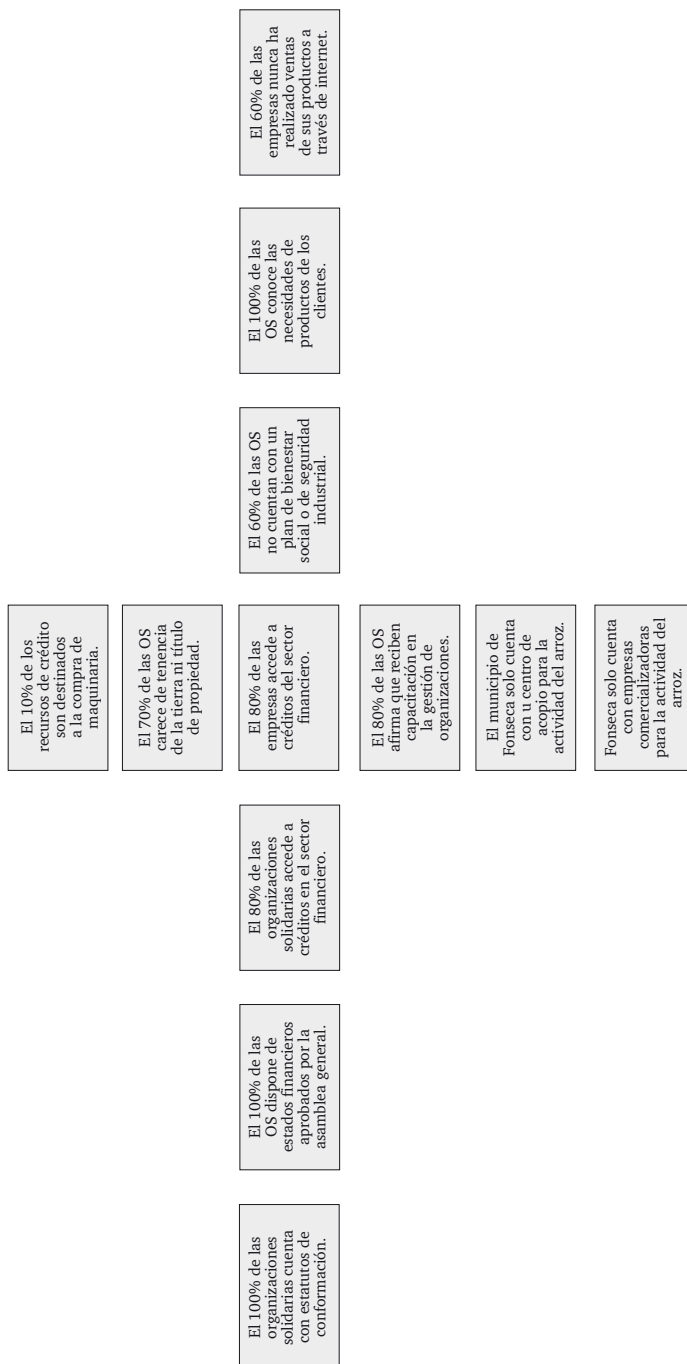 El 10% de los
recursos de crédito
son destinados
a la compra de
maquinaria.
El 70% de las OS
carece de tenencia
de la tierra ni título
de propiedad.
El 100% de las
organizaciones
solidarias cuenta
con estatutos de
conformación.
El 100% de las
OS dispone de
estados financieros
aprobados por la
asamblea general.
El 80% de las
organizaciones
solidarias accede a
créditos en el sector
financiero.
El 80% de las
empresas accede a
créditos del sector
financiero.
El 60% de las OS
no cuentan con un
plan de bienestar
social o de seguridad
industrial.
El 100% de las
OS conoce las
necesidades de
productos de los
clientes.
El 60% de las
empresas nunca ha
realizado ventas
de sus productos a
través de internet.
El 80% de las OS
afirma que reciben
capacitación en
la gestión de
organizaciones.
El municipio de
Fonseca solo cuenta
con u centro de
acopio para la
actividad del arroz.
Fonseca solo cuenta
con empresas
comercializadoras
para la actividad del
arroz.